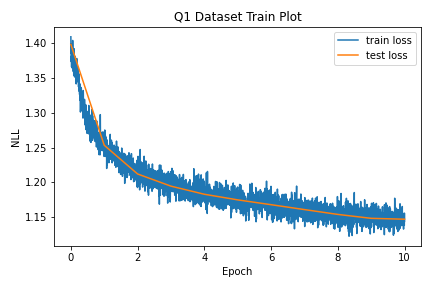 Q1 Dataset Train Plot
train loss
test loss
NLL
1.40
1.35
1.30
1.25
1.20
1.15
0 2 4 6 8 10
Epoch